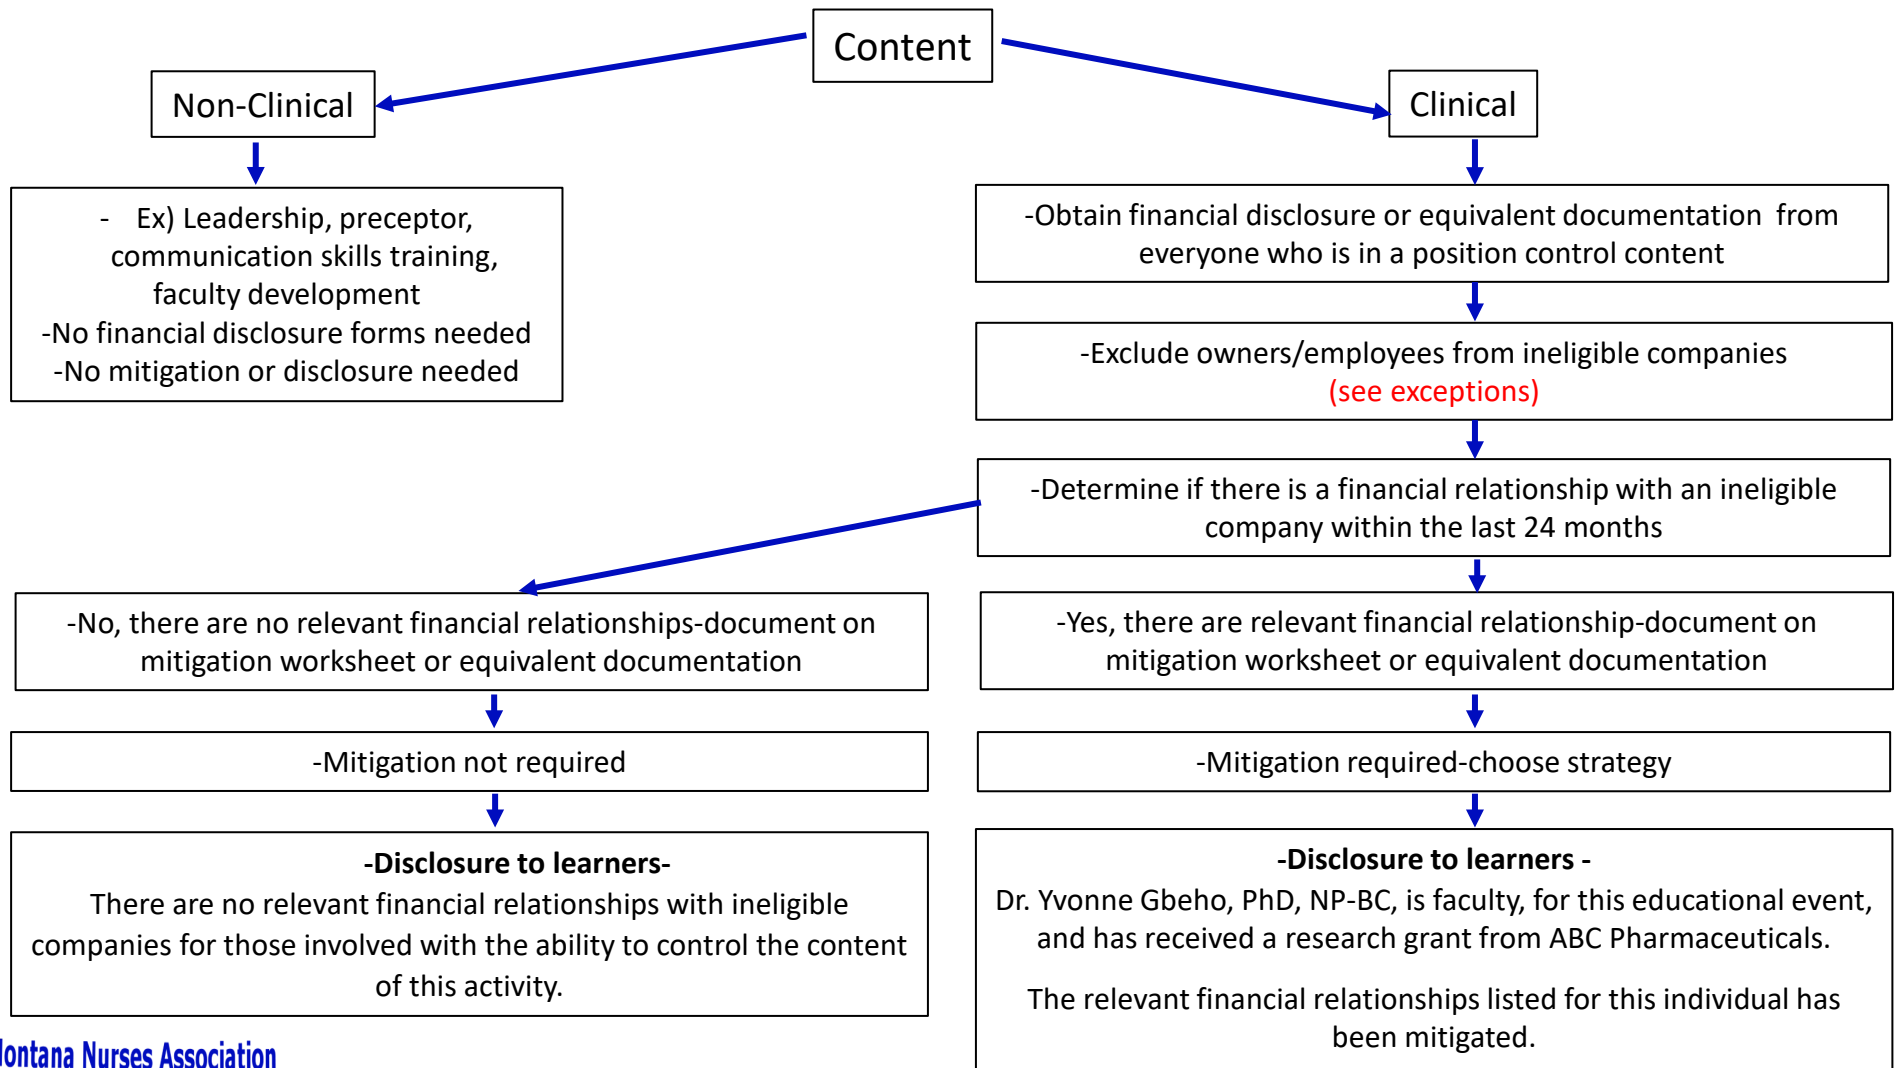 Content
Non-Clinical
Clinical
- Ex) Leadership, preceptor,
communication skills training,
faculty development
-No financial disclosure forms needed
-No mitigation or disclosure needed
-Obtain financial disclosure or equivalent documentation from
everyone who is in a position control content
-Exclude owners/employees from ineligible companies
(see exceptions)
-Determine if there is a financial relationship with an ineligible
company within the last 24 months
-No, there are no relevant financial relationships-document on
mitigation worksheet or equivalent documentation
-Yes, there are relevant financial relationship-document on
mitigation worksheet or equivalent documentation
-Mitigation not required
-Mitigation required-choose strategy
-Disclosure to learners-
There are no relevant financial relationships with ineligible
companies for those involved with the ability to control the content
of this activity.
-Disclosure to learners -
Dr. Yvonne Gbeho, PhD, NP-BC, is faculty, for this educational event,
and has received a research grant from ABC Pharmaceuticals.
The relevant financial relationships listed for this individual has
been mitigated.
Montana Nurses Association